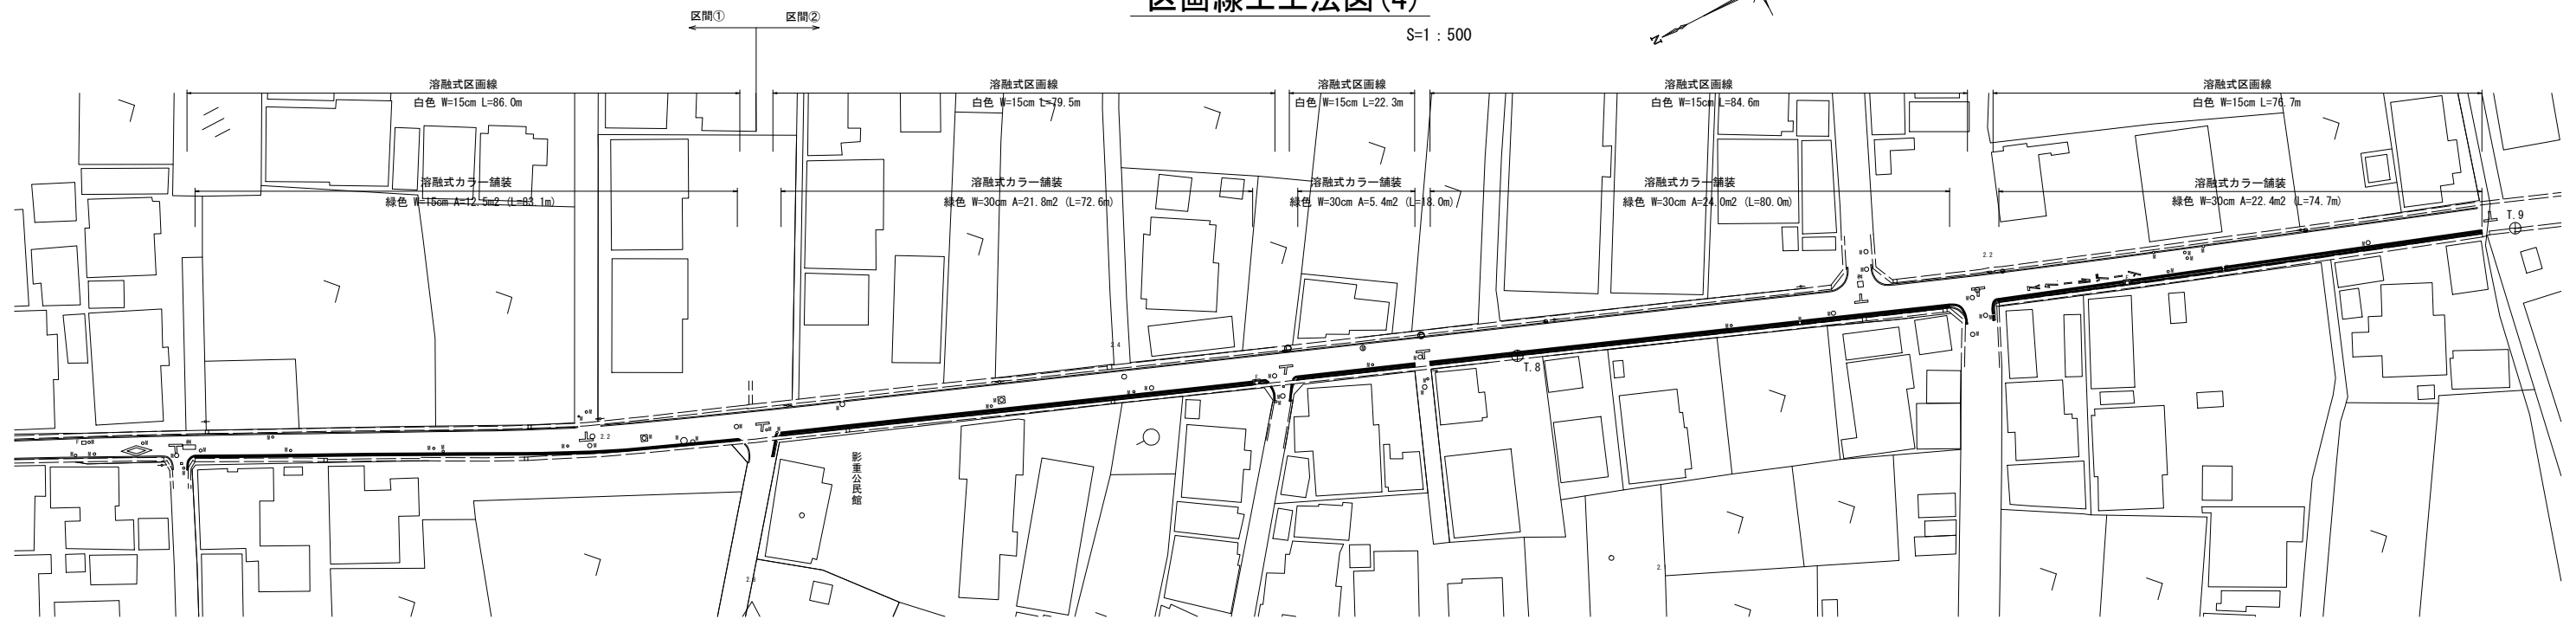 区画線工工法図(4)
S=1：500
N
区間① 区間②
溶融式区画線
白色 W=15cm L=86.0m
溶融式区画線
白色 W=15cm L=79.5m
溶融式区画線
白色 W=15cm L=22.3m
溶融式区画線
白色 W=15cm L=84.6m
溶融式区画線
白色 W=15cm L=76.7m
溶融式カラー舗装
緑色 W=15cm A=12.5m2 (L=83.1m)
溶融式カラー舗装
緑色 W=30cm A=21.8m2 (L=72.6m)
溶融式カラー舗装
緑色 W=30cm A=5.4m2 (L=18.0m)
溶融式カラー舗装
緑色 W=30cm A=24.0m2 (L=80.0m)
溶融式カラー舗装
緑色 W=30cm A=22.4m2 (L=74.7m)
T.9
2.2
2.4
T.8
2.2
影重公民館